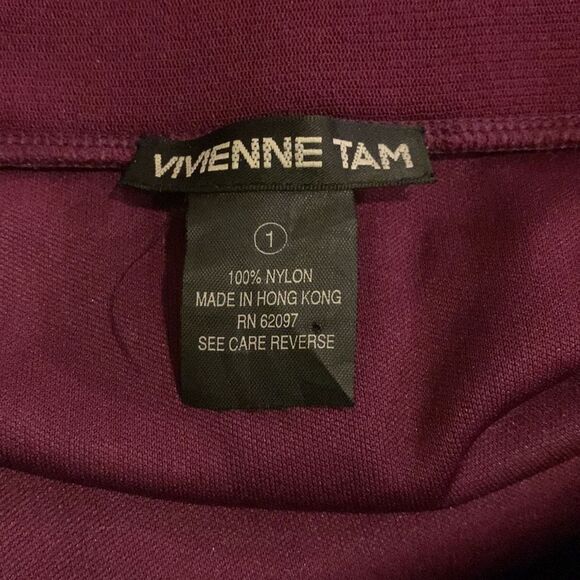 VIVIENNE TAM
1
100% NYLON
MADE IN HONG KONG
RN 62097
SEE CARE REVERSE